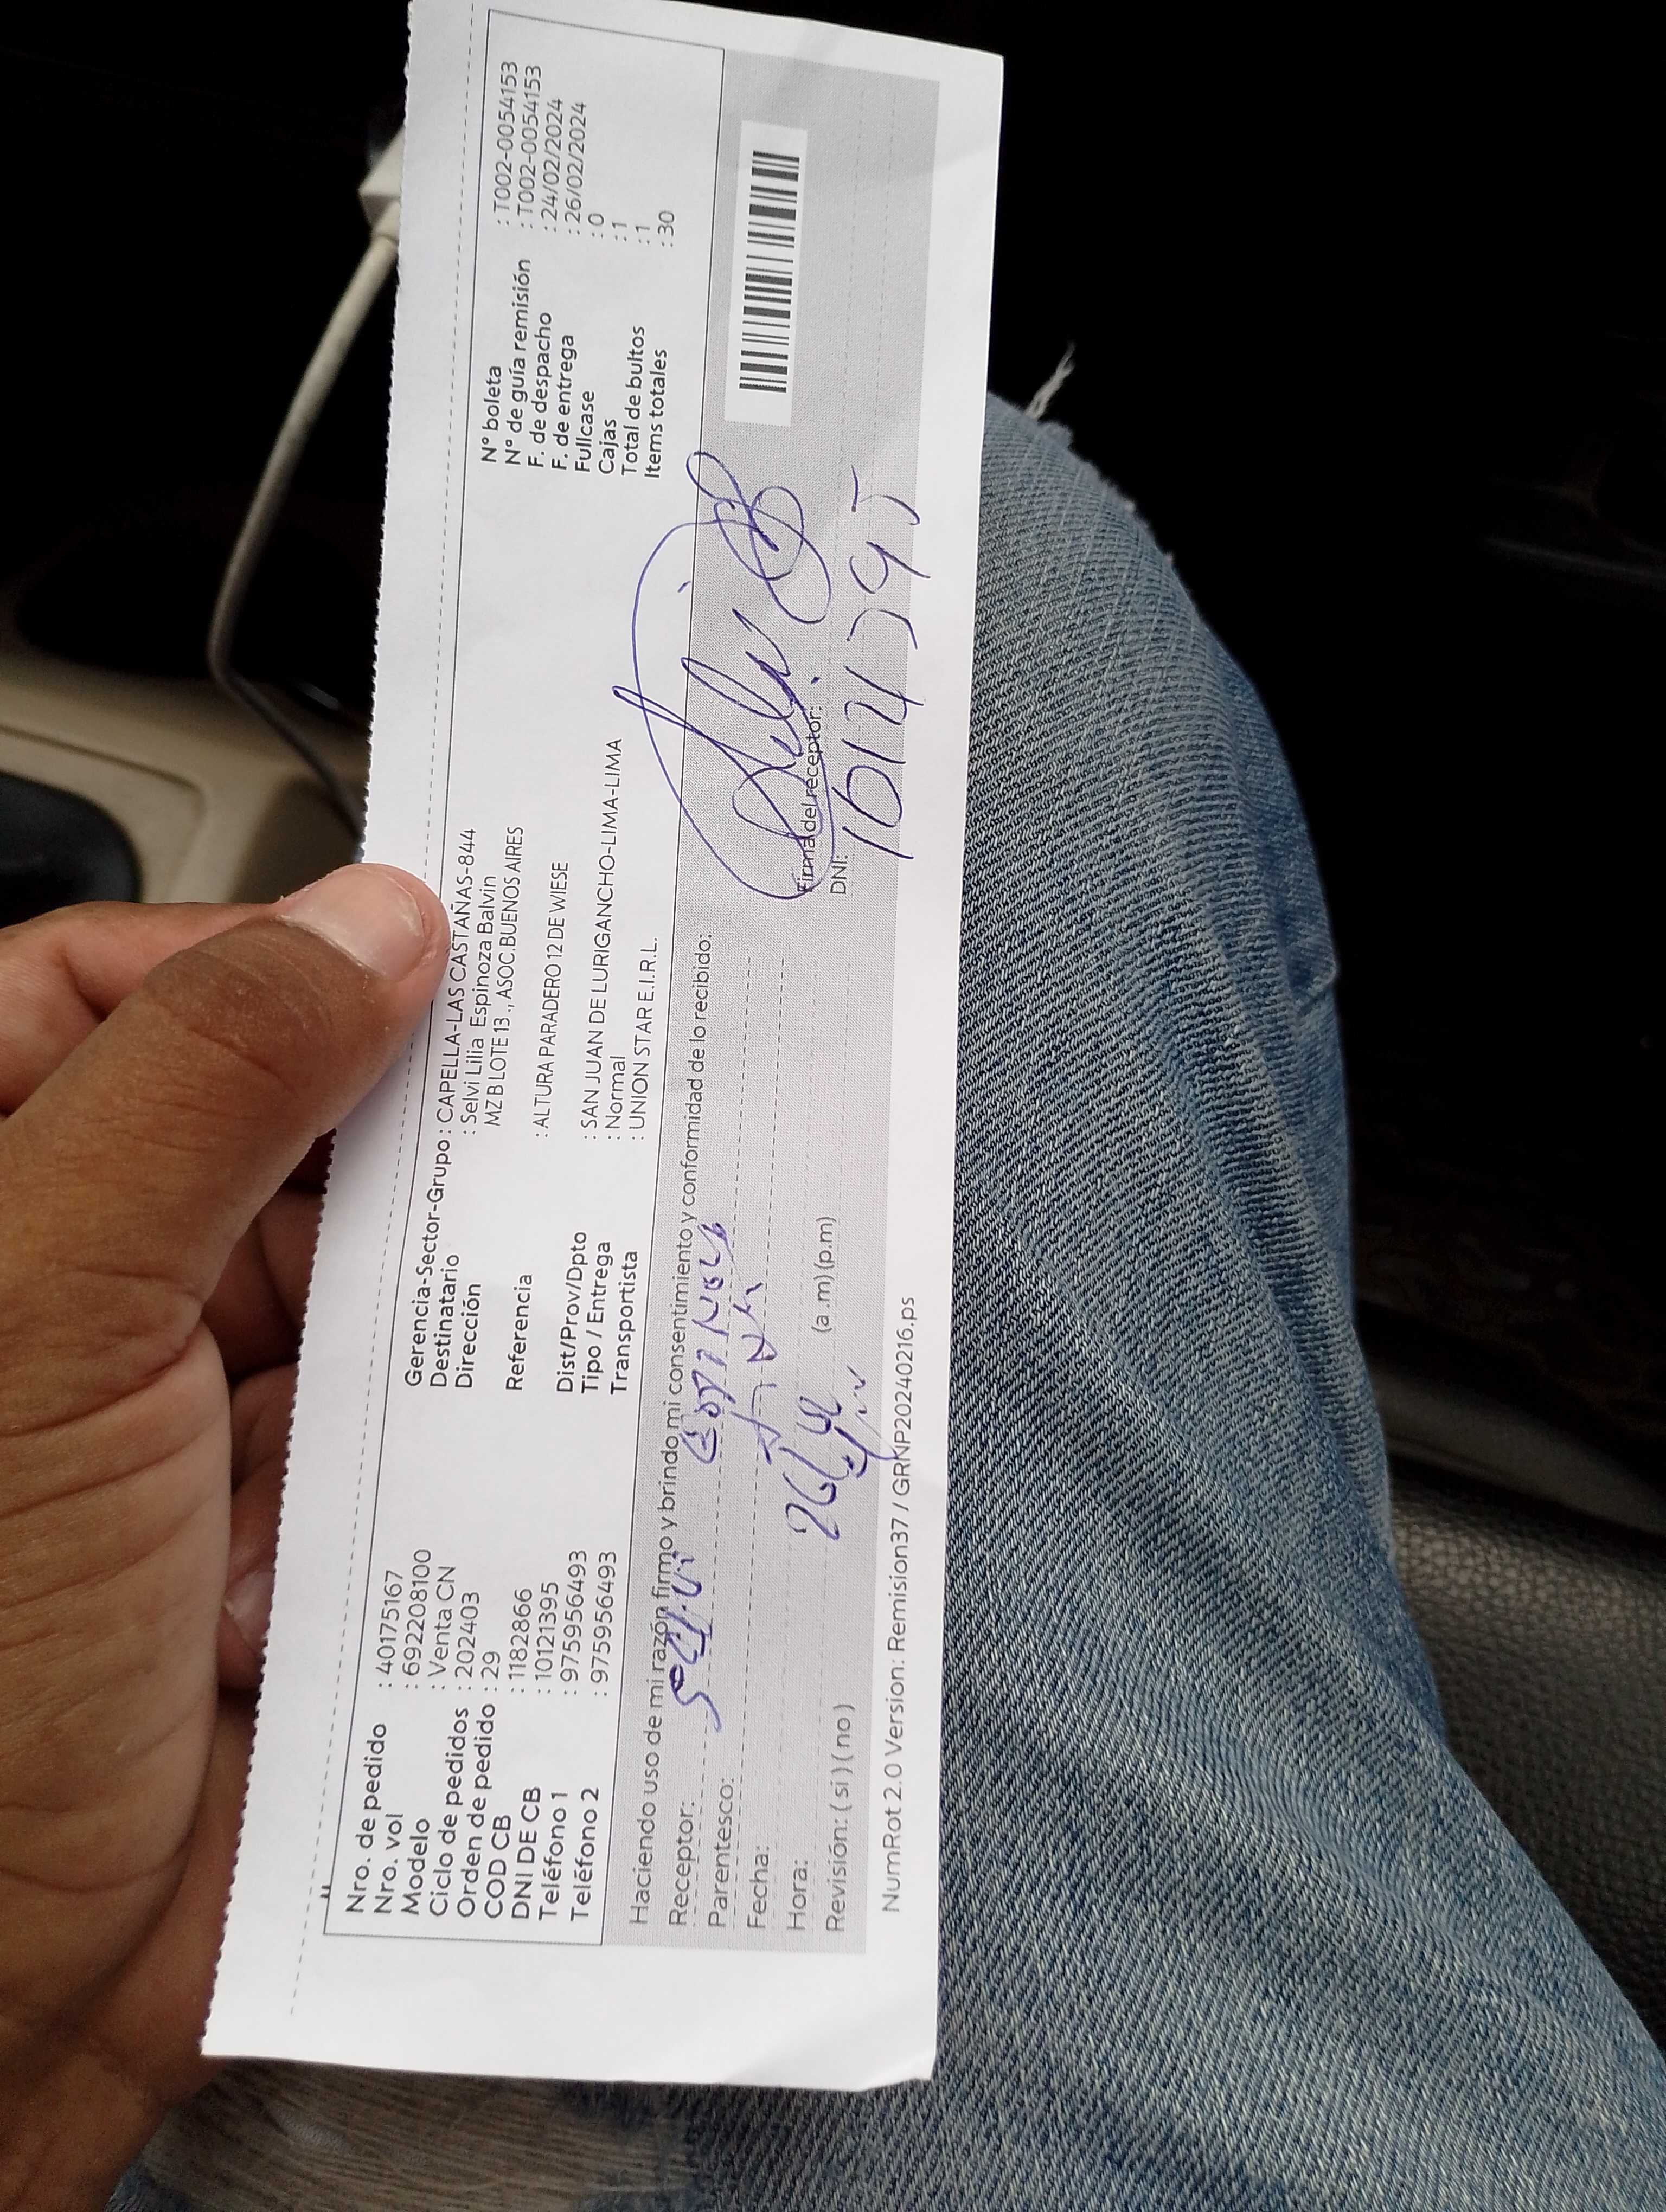 Nro. de pedido : 40175167
Nro. vol : 692208100
Modelo : Venta CN
Ciclo de pedidos : 202403
Orden de pedido : 29
COD CB : 1182866
DNI DE CB : 10121395
Teléfono 1 : 975956493
Teléfono 2 : 975956493
Gerencia-Sector-Grupo : CAPELLA-LAS CASTAÑAS-844
Destinatario : Selvi Lilia Espinoza Balvin
Dirección MZ B LOTE 13 ., ASOC.BUENOS AIRES
Referencia : ALTURA PARADERO 12 DE WIESE
Dist/Prov/Dpto : SAN JUAN DE LURIGANCHO-LIMA-LIMA
Tipo / Entrega : Normal
Transportista : UNION STAR E.I.R.L.
N° boleta : T002-0054153
N° de guía remisión : T002-0054153
F. de despacho : 24/02/2024
F. de entrega : 26/02/2024
Fullcase : 0
Cajas : 1
Total de bultos : 1
Items totales : 30
Haciendo uso de mi razón firmo y brindo mi consentimiento y conformidad de lo recibido:
Receptor: Selvi Espinoza
Parentesco:
Fecha:
Hora: (a.m) (p.m)
Revisión: ( si ) ( no )
Firma del receptor:
DNI: 10121395
NumRot 2.0 Version: Remision37 / GRNP20240216.ps